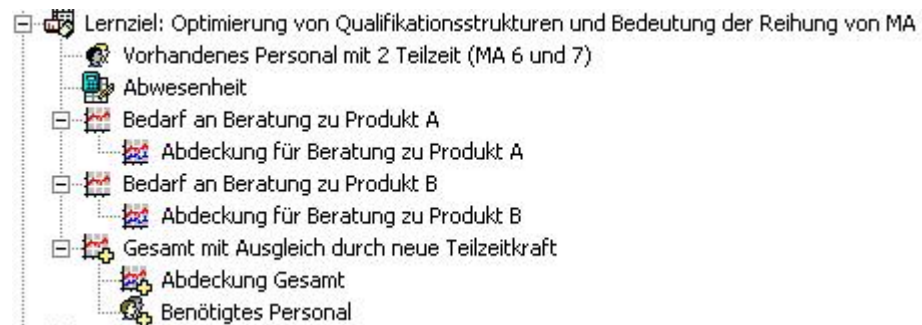 Lernziel: Optimierung von Qualifikationsstrukturen und Bedeutung der Reihung von MA
Vorhandenes Personal mit 2 Teilzeit (MA 6 und 7)
Abwesenheit
Bedarf an Beratung zu Produkt A
Abdeckung für Beratung zu Produkt A
Bedarf an Beratung zu Produkt B
Abdeckung für Beratung zu Produkt B
Gesamt mit Ausgleich durch neue Teilzeitkraft
Abdeckung Gesamt
Benötigtes Personal